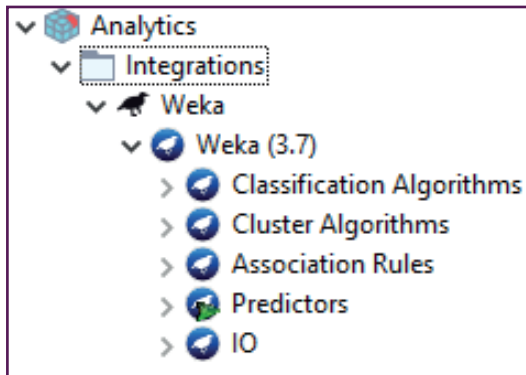 Analytics
Integrations
Weka
Weka (3.7)
Classification Algorithms
Cluster Algorithms
Association Rules
Predictors
IO